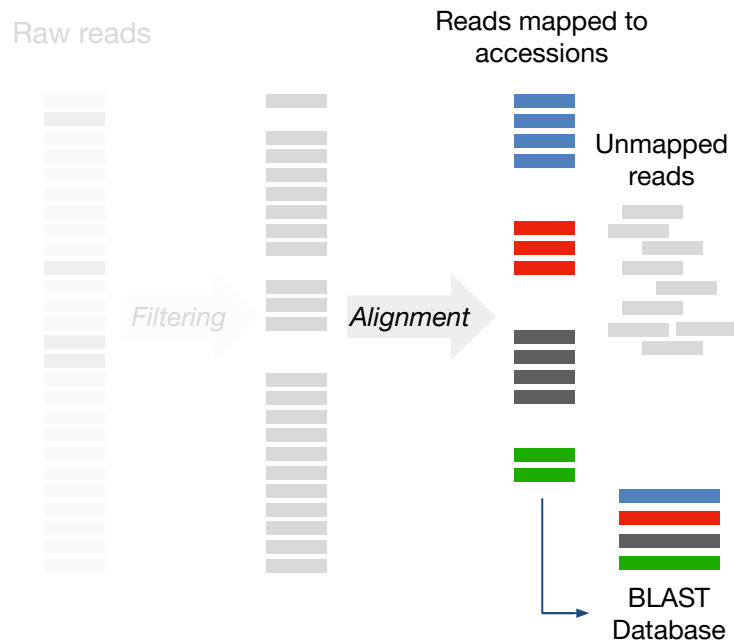 Raw reads
Reads mapped to
accessions
Unmapped
reads
Filtering
Alignment
BLAST
Database